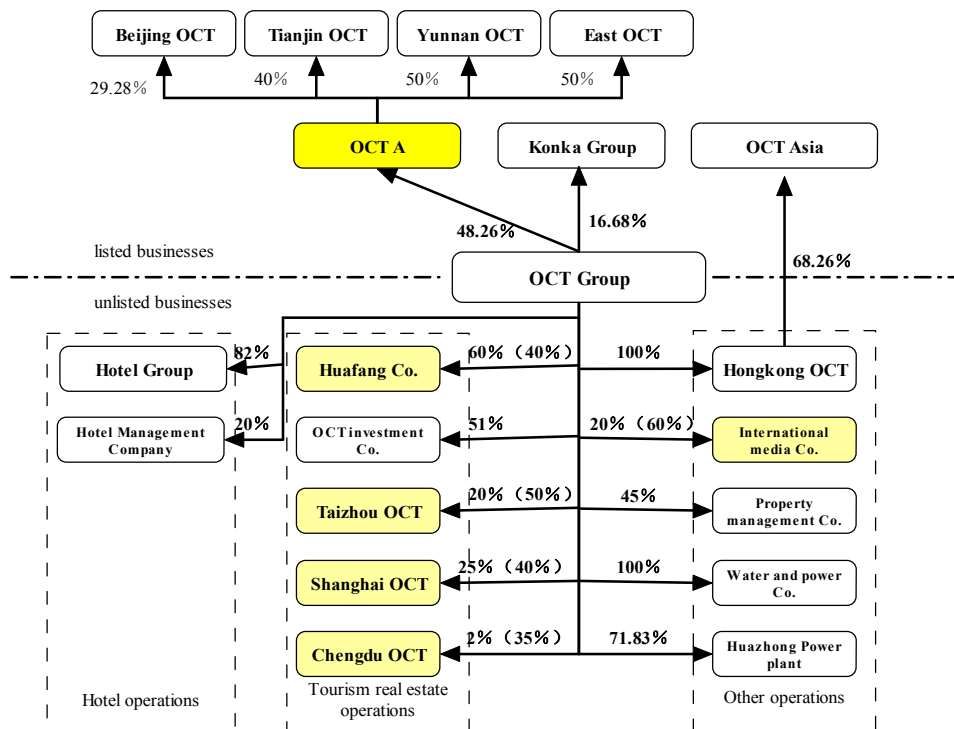 Beijing OCT
Tianjin OCT
Yunnan OCT
East OCT
29.28%
40%
50%
50%
OCT A
Konka Group
OCT Asia
48.26%
16.68%
68.26%
listed businesses
OCT Group
unlisted businesses
Hotel Group
82%
Huafang Co.
60%（40%）
100%
Hongkong OCT
Hotel Management
Company
20%
OCT investment
Co.
51%
20%（60%）
International
media Co.
Taizhou OCT
20%（50%）
45%
Property
management Co.
Shanghai OCT
25%（40%）
100%
Water and power
Co.
Chengdu OCT
2%（35%）
71.83%
Huazhong Power
plant
Hotel operations
Tourism real estate
operations
Other operations